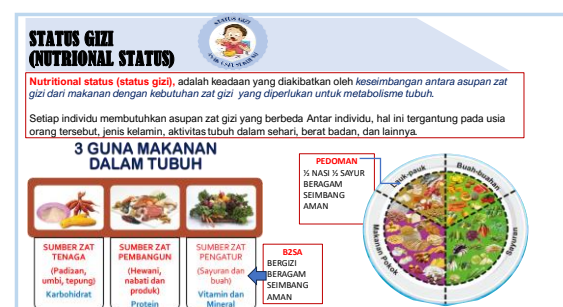 STATUS GIZI
(NUTRIONAL STATUS)
STATUS GIZI
Nutritional status (status gizi), adalah keadaan yang diakibatkan oleh keseimbangan antara asupan zat
gizi dari makanan dengan kebutuhan zat gizi yang diperlukan untuk metabolisme tubuh.
Setiap individu membutuhkan asupan zat gizi yang berbeda Antar individu, hal ini tergantung pada usia
orang tersebut, jenis kelamin, aktivitas tubuh dalam sehari, berat badan, dan lainnya.
3 GUNA MAKANAN
DALAM TUBUH
SUMBER ZAT
TENAGA
(Padizan,
umbi, tepung)
Karbohidrat
SUMBER ZAT
PEMBANGUN
(Hewani,
nabati dan
produk)
Protein
SUMBER ZAT
PENGATUR
(Sayuran dan
buah)
Vitamin dan
Mineral
B2SA
BERGIZI
BERAGAM
SEIMBANG
AMAN
PEDOMAN
½ NASI ½ SAYUR
BERAGAM
SEIMBANG
AMAN
Lauk-pauk
Buah-buahan
Makanan Pokok
Sayuran